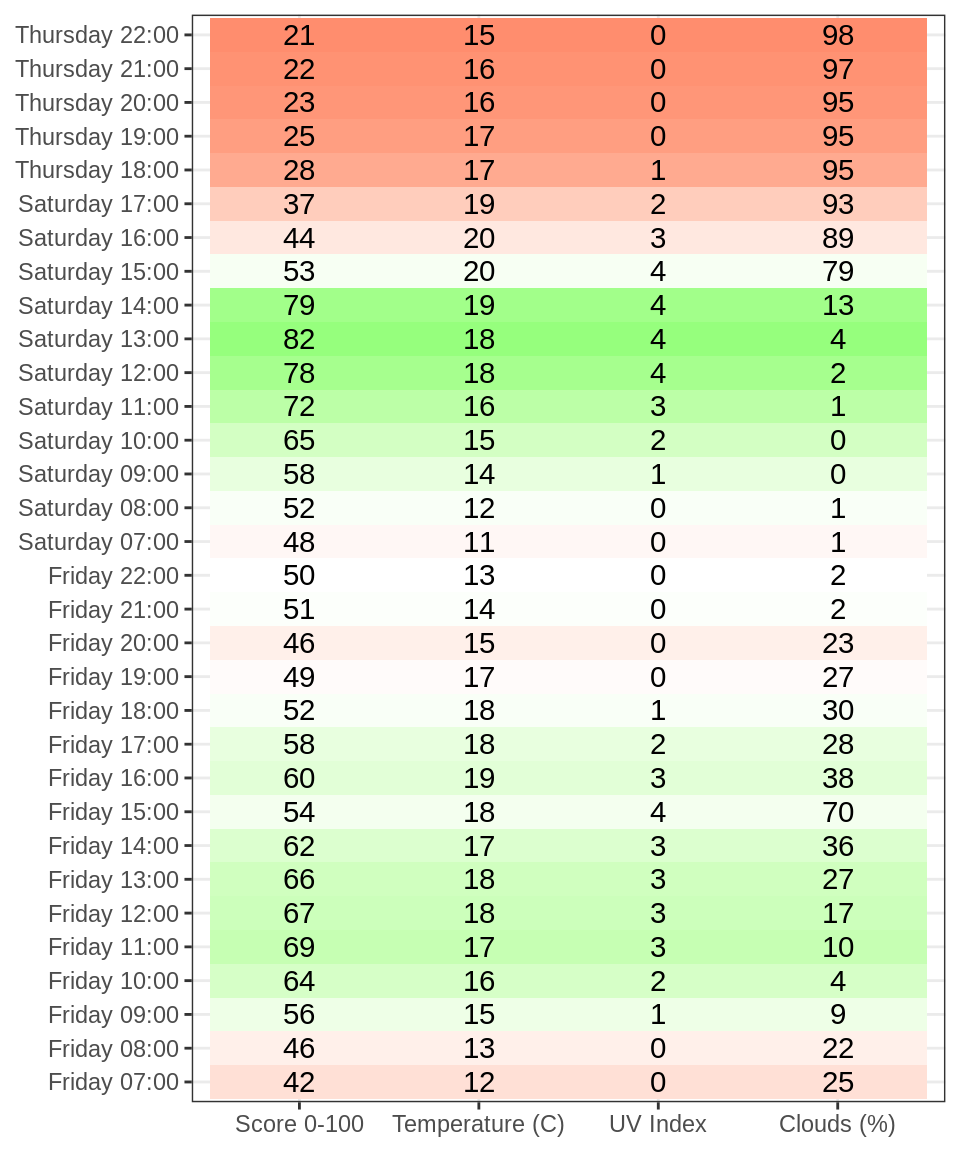 Thursday 22:00 21 15 0 98
Thursday 21:00 22 16 0 97
Thursday 20:00 23 16 0 95
Thursday 19:00 25 17 0 95
Thursday 18:00 28 17 1 95
Saturday 17:00 37 19 2 93
Saturday 16:00 44 20 3 89
Saturday 15:00 53 20 4 79
Saturday 14:00 79 19 4 13
Saturday 13:00 82 18 4 4
Saturday 12:00 78 18 4 2
Saturday 11:00 72 16 3 1
Saturday 10:00 65 15 2 0
Saturday 09:00 58 14 1 0
Saturday 08:00 52 12 0 1
Saturday 07:00 48 11 0 1
Friday 22:00 50 13 0 2
Friday 21:00 51 14 0 2
Friday 20:00 46 15 0 23
Friday 19:00 49 17 0 27
Friday 18:00 52 18 1 30
Friday 17:00 58 18 2 28
Friday 16:00 60 19 3 38
Friday 15:00 54 18 4 70
Friday 14:00 62 17 3 36
Friday 13:00 66 18 3 27
Friday 12:00 67 18 3 17
Friday 11:00 69 17 3 10
Friday 10:00 64 16 2 4
Friday 09:00 56 15 1 9
Friday 08:00 46 13 0 22
Friday 07:00 42 12 0 25
Score 0-100 Temperature (C) UV Index Clouds (%)